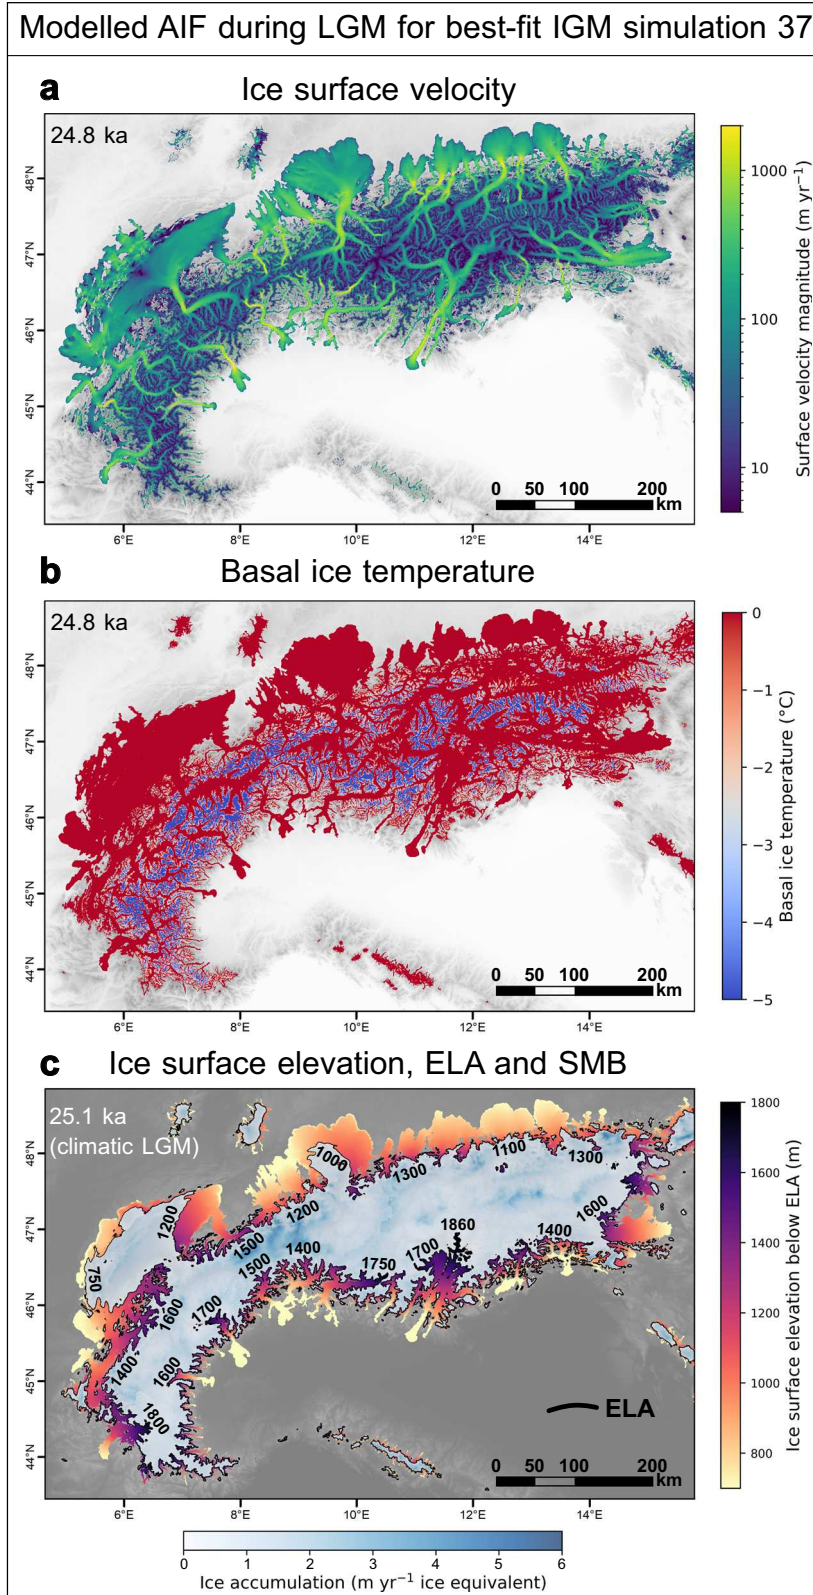 Modelled AIF during LGM for best-fit IGM simulation 37
a Ice surface velocity
24.8 ka
48°N
47°N
46°N
45°N
44°N
6°E 8°E 10°E 12°E 14°E
0 50 100 200
km
1000
100
10
Surface velocity magnitude (m yr⁻¹)
b Basal ice temperature
24.8 ka
48°N
47°N
46°N
45°N
44°N
6°E 8°E 10°E 12°E 14°E
0 50 100 200
km
0
−1
−2
−3
−4
−5
Basal ice temperature (°C)
c Ice surface elevation, ELA and SMB
25.1 ka
(climatic LGM)
48°N
47°N
46°N
45°N
44°N
1000
1300
1100
1300
1200
1200
1600
1860
1500
1400
1700
1400
1500
1750
750
1600
1700
1400
1600
1800
ELA
0 50 100 200
km
6°E 8°E 10°E 12°E 14°E
1800
1600
1400
1200
1000
800
Ice surface elevation below ELA (m)
0 1 2 3 4 5 6
Ice accumulation (m yr⁻¹ ice equivalent)